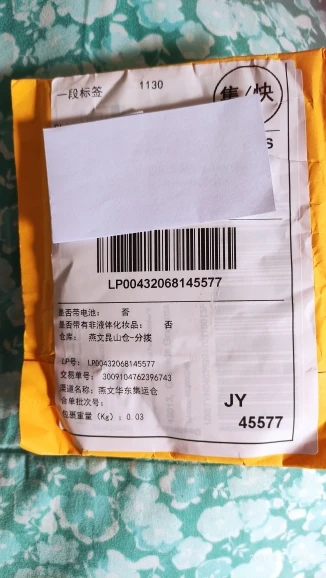 一段标签 1130
集/快
S
LP00432068145577
是否带电池: 否
是否带有非液体化妆品: 否
仓库: 燕文昆山仓-分拨
LP号: LP00432068145577
交易单号: 3009104762396743
渠道名称: 燕文华东集运仓
合单批次号:
包裹重量(Kg): 0.03
JY
45577